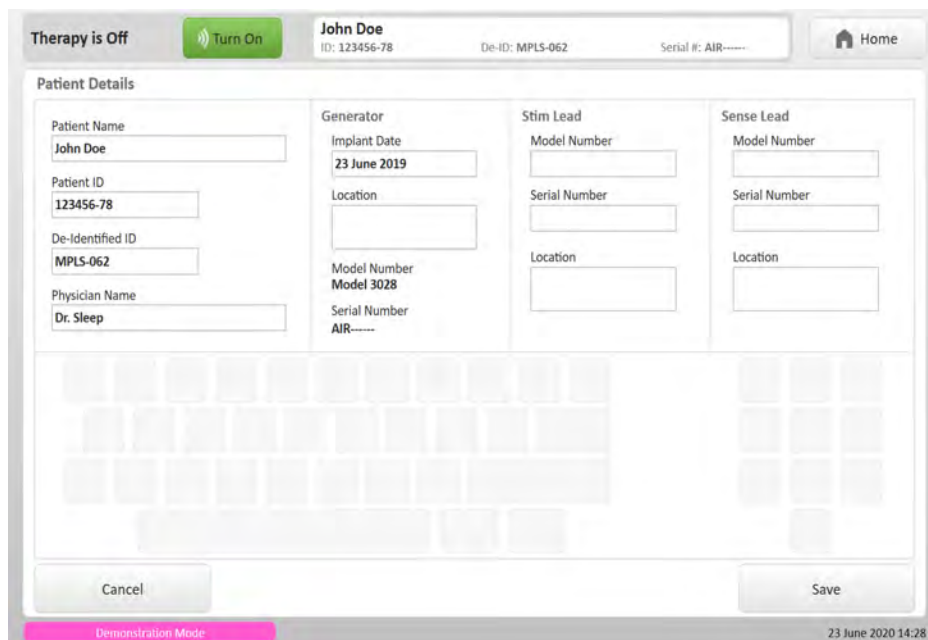 Therapy is Off
Turn On
John Doe
ID: 123456-78 De-ID: MPLS-062 Serial #: AIR------
Home
Patient Details
Patient Name
John Doe
Patient ID
123456-78
De-Identified ID
MPLS-062
Physician Name
Dr. Sleep
Generator
Implant Date
23 June 2019
Location
Model Number
Model 3028
Serial Number
AIR------
Stim Lead
Model Number
Serial Number
Location
Sense Lead
Model Number
Serial Number
Location
Cancel
Save
Demonstration Mode
23 June 2020 14:28